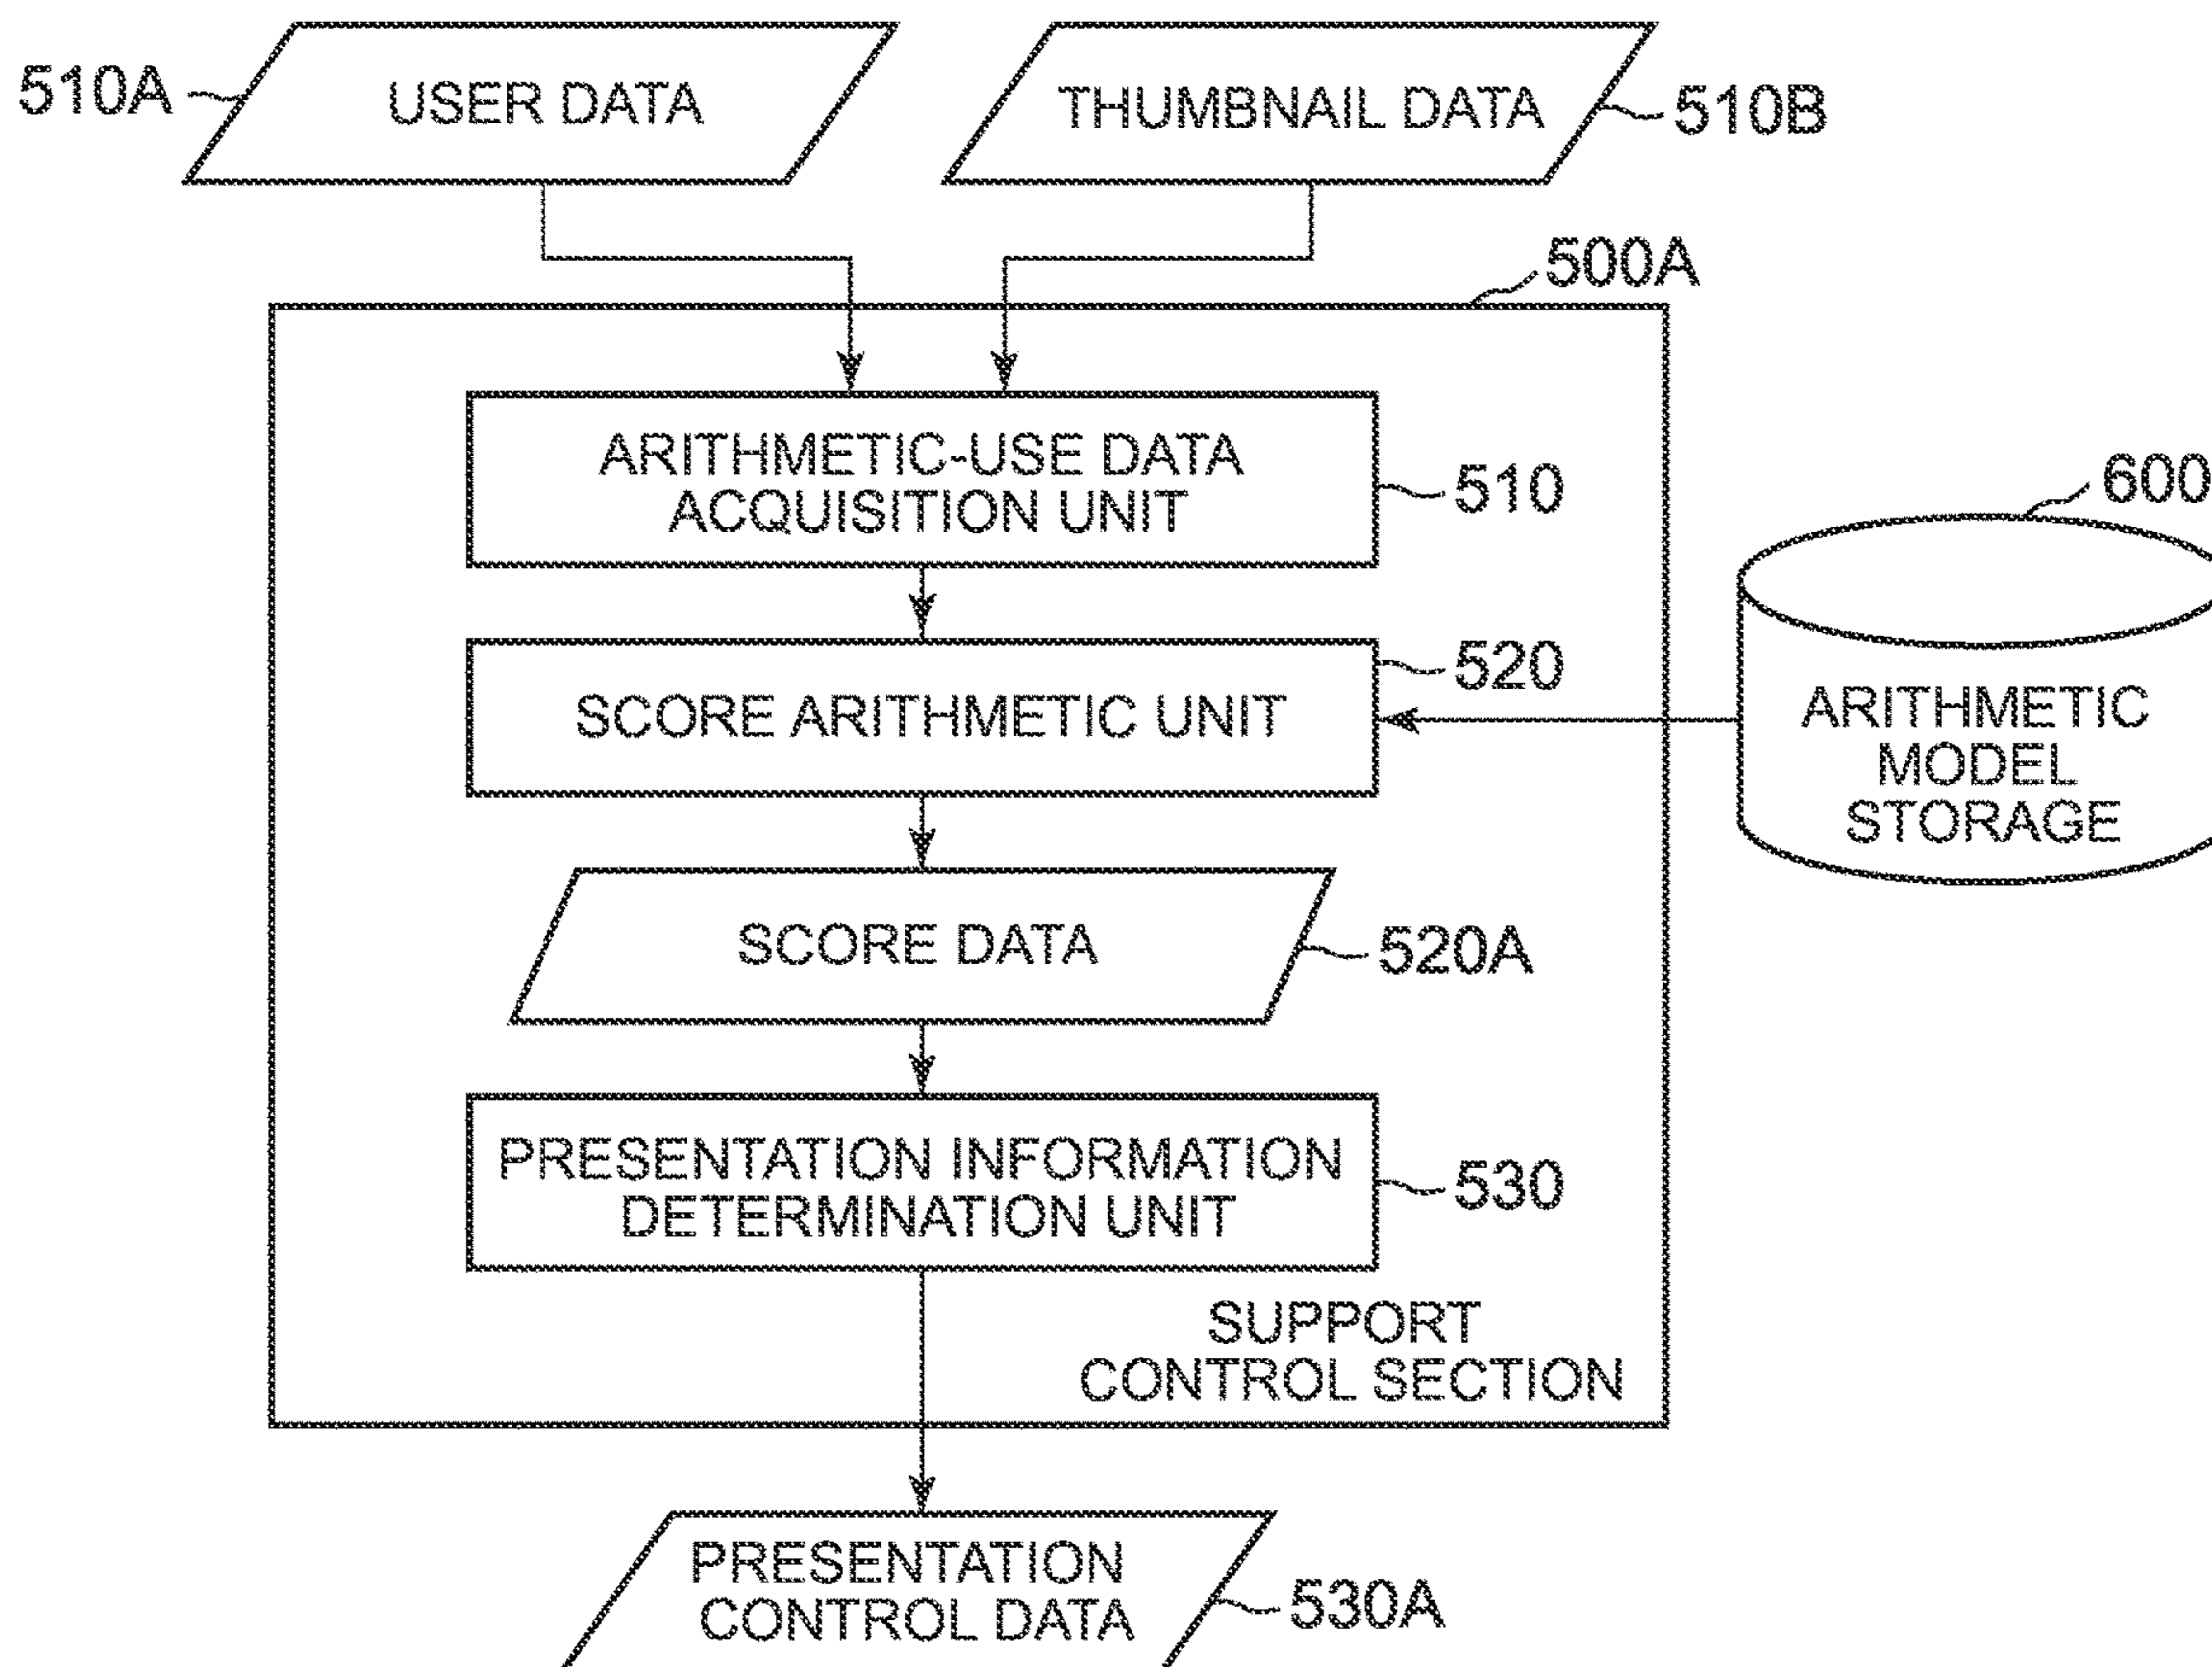 510A
USER DATA
THUMBNAIL DATA
510B
500A
ARITHMETIC-USE DATA
ACQUISITION UNIT
510
600
520
SCORE ARITHMETIC UNIT
ARITHMETIC
MODEL
STORAGE
SCORE DATA
520A
PRESENTATION INFORMATION
DETERMINATION UNIT
530
SUPPORT
CONTROL SECTION
PRESENTATION
CONTROL DATA
530A